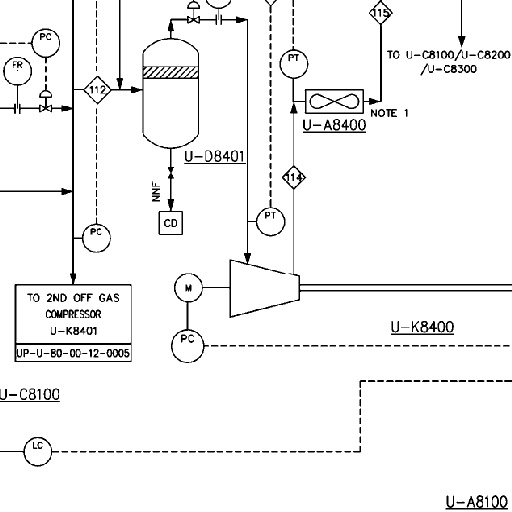 115
PC
TO U-C8100/U-C8200
/U-C8300
PT
FR
112
NOTE 1
U-A8400
U-D8401
114
NNF
CD
PT
PC
M
TO 2ND OFF GAS
COMPRESSOR
U-K8401
UP-U-80-00-12-0005
U-K8400
PC
U-C8100
LC
U-A8100